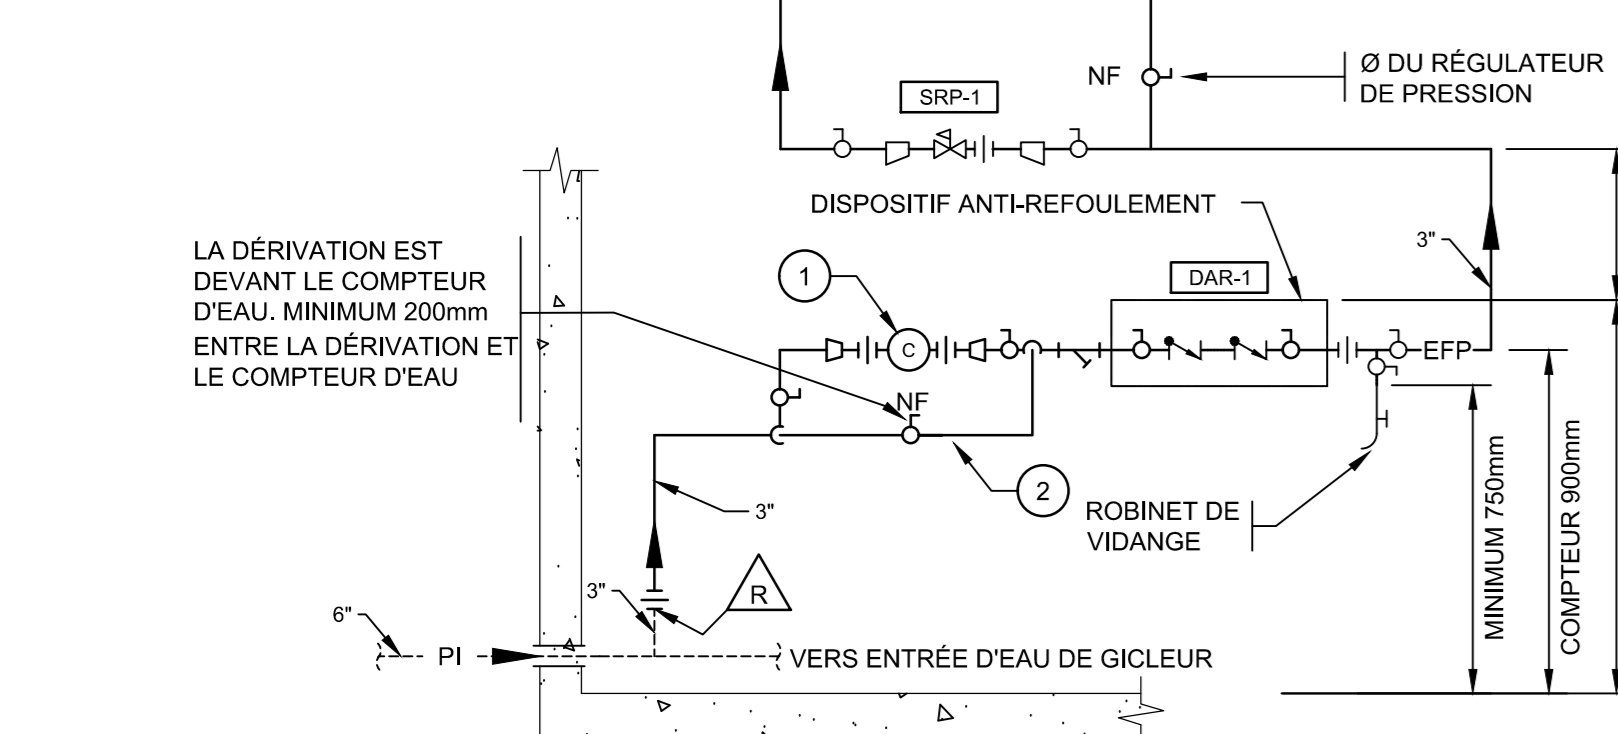 NF
Ø DU RÉGULATEUR
DE PRESSION
SRP-1
DISPOSITIF ANTI-REFOULEMENT
3"
LA DÉRIVATION EST
DEVANT LE COMPTEUR
D'EAU. MINIMUM 200mm
ENTRE LA DÉRIVATION ET
LE COMPTEUR D'EAU
1
DAR-1
C
EFP
NF
2
3"
ROBINET DE
VIDANGE
MINIMUM 750mm
COMPTEUR 900mm
R
3"
6"
PI
VERS ENTRÉE D'EAU DE GICLEUR